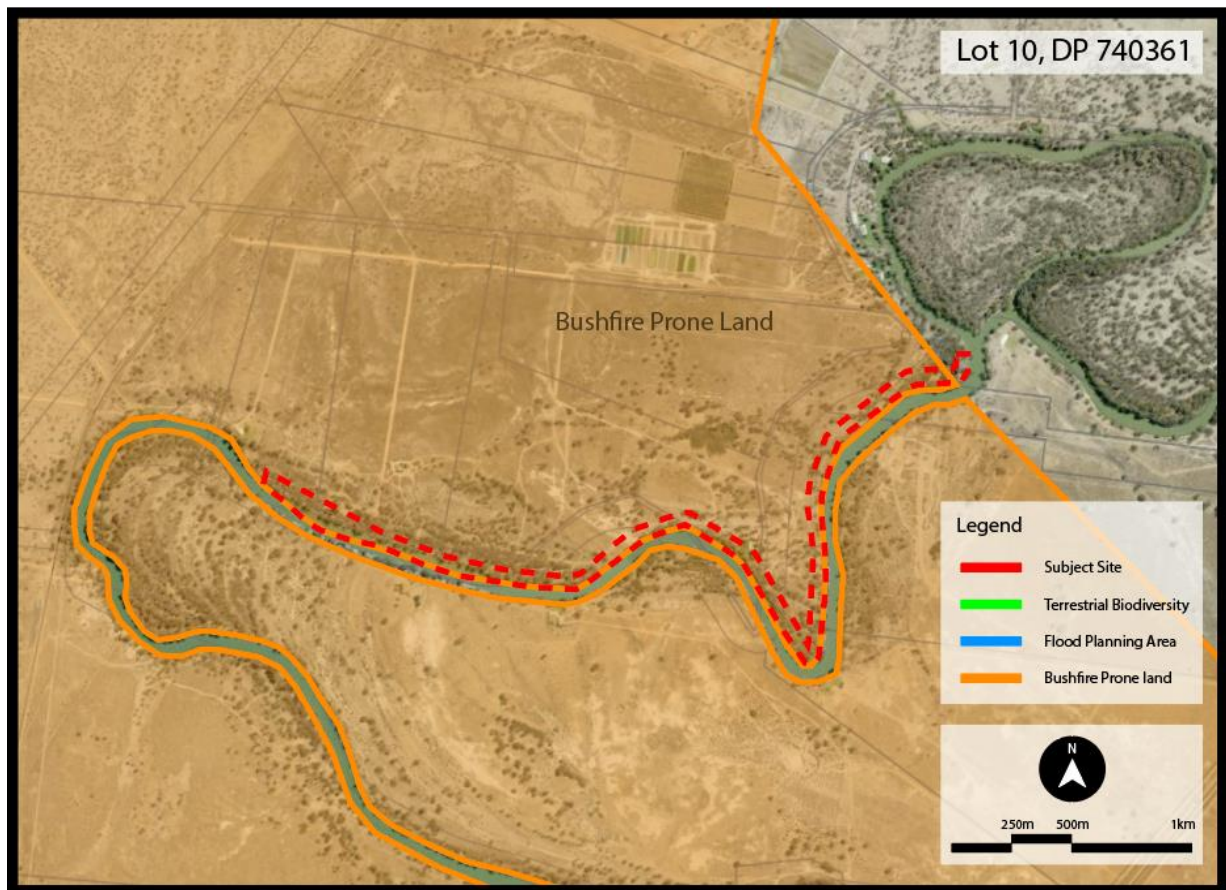 Lot 10, DP 740361
Bushfire Prone Land
Legend
Subject Site
Terrestrial Biodiversity
Flood Planning Area
Bushfire Prone land
N
250m 500m 1km